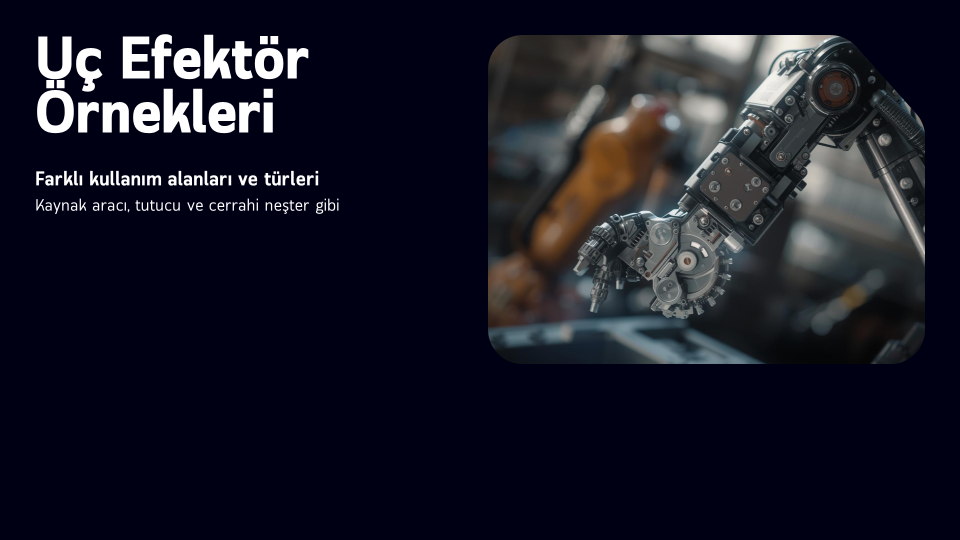 Uç Efektör
Örnekleri
Farklı kullanım alanları ve türleri
Kaynak aracı, tutucu ve cerrahi neşter gibi